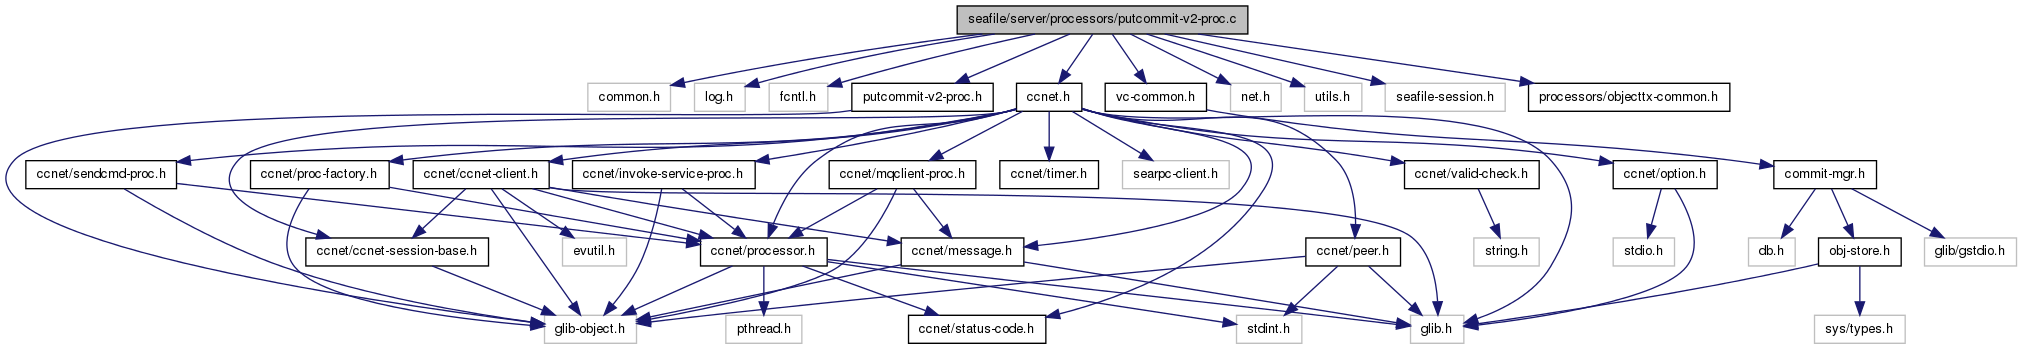 seafile/server/processors/putcommit-v2-proc.c
common.h
log.h
fcntl.h
putcommit-v2-proc.h
ccnet.h
vc-common.h
net.h
utils.h
seafile-session.h
processors/objecttx-common.h
ccnet/sendcmd-proc.h
ccnet/proc-factory.h
ccnet/ccnet-client.h
ccnet/invoke-service-proc.h
ccnet/mqclient-proc.h
ccnet/timer.h
searpc-client.h
ccnet/valid-check.h
ccnet/option.h
commit-mgr.h
ccnet/ccnet-session-base.h
evutil.h
ccnet/processor.h
ccnet/message.h
ccnet/peer.h
string.h
stdio.h
db.h
obj-store.h
glib/gstdio.h
glib-object.h
pthread.h
ccnet/status-code.h
stdint.h
glib.h
sys/types.h